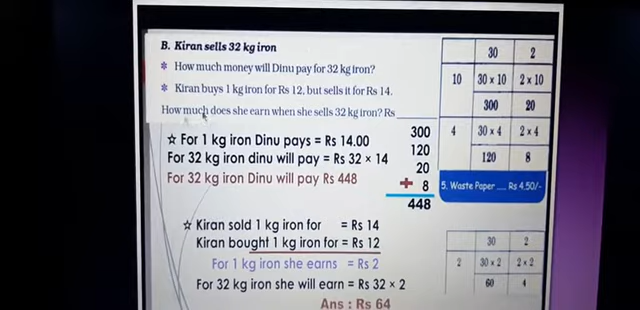 B. Kiran sells 32 kg iron
* How much money will Dinu pay for 32 kg iron?
* Kiran buys 1 kg iron for Rs 12, but sells it for Rs 14.
How much does she earn when she sells 32 kg iron? Rs ______
☆ For 1 kg iron Dinu pays = Rs 14.00
For 32 kg iron dinu will pay = Rs 32 × 14
For 32 kg iron Dinu will pay Rs 448
300
120
20
+ 8
448
30 2
10 30 x 10 2 x 10
300 20
4 30 x 4 2 x 4
120 8
5. Waste Paper .... Rs 4.50/-
☆ Kiran sold 1 kg iron for = Rs 14
Kiran bought 1 kg iron for = Rs 12
For 1 kg iron she earns = Rs 2
For 32 kg iron she will earn = Rs 32 × 2
Ans : Rs 64
30 2
2 30 x 2 2 x 2
60 4